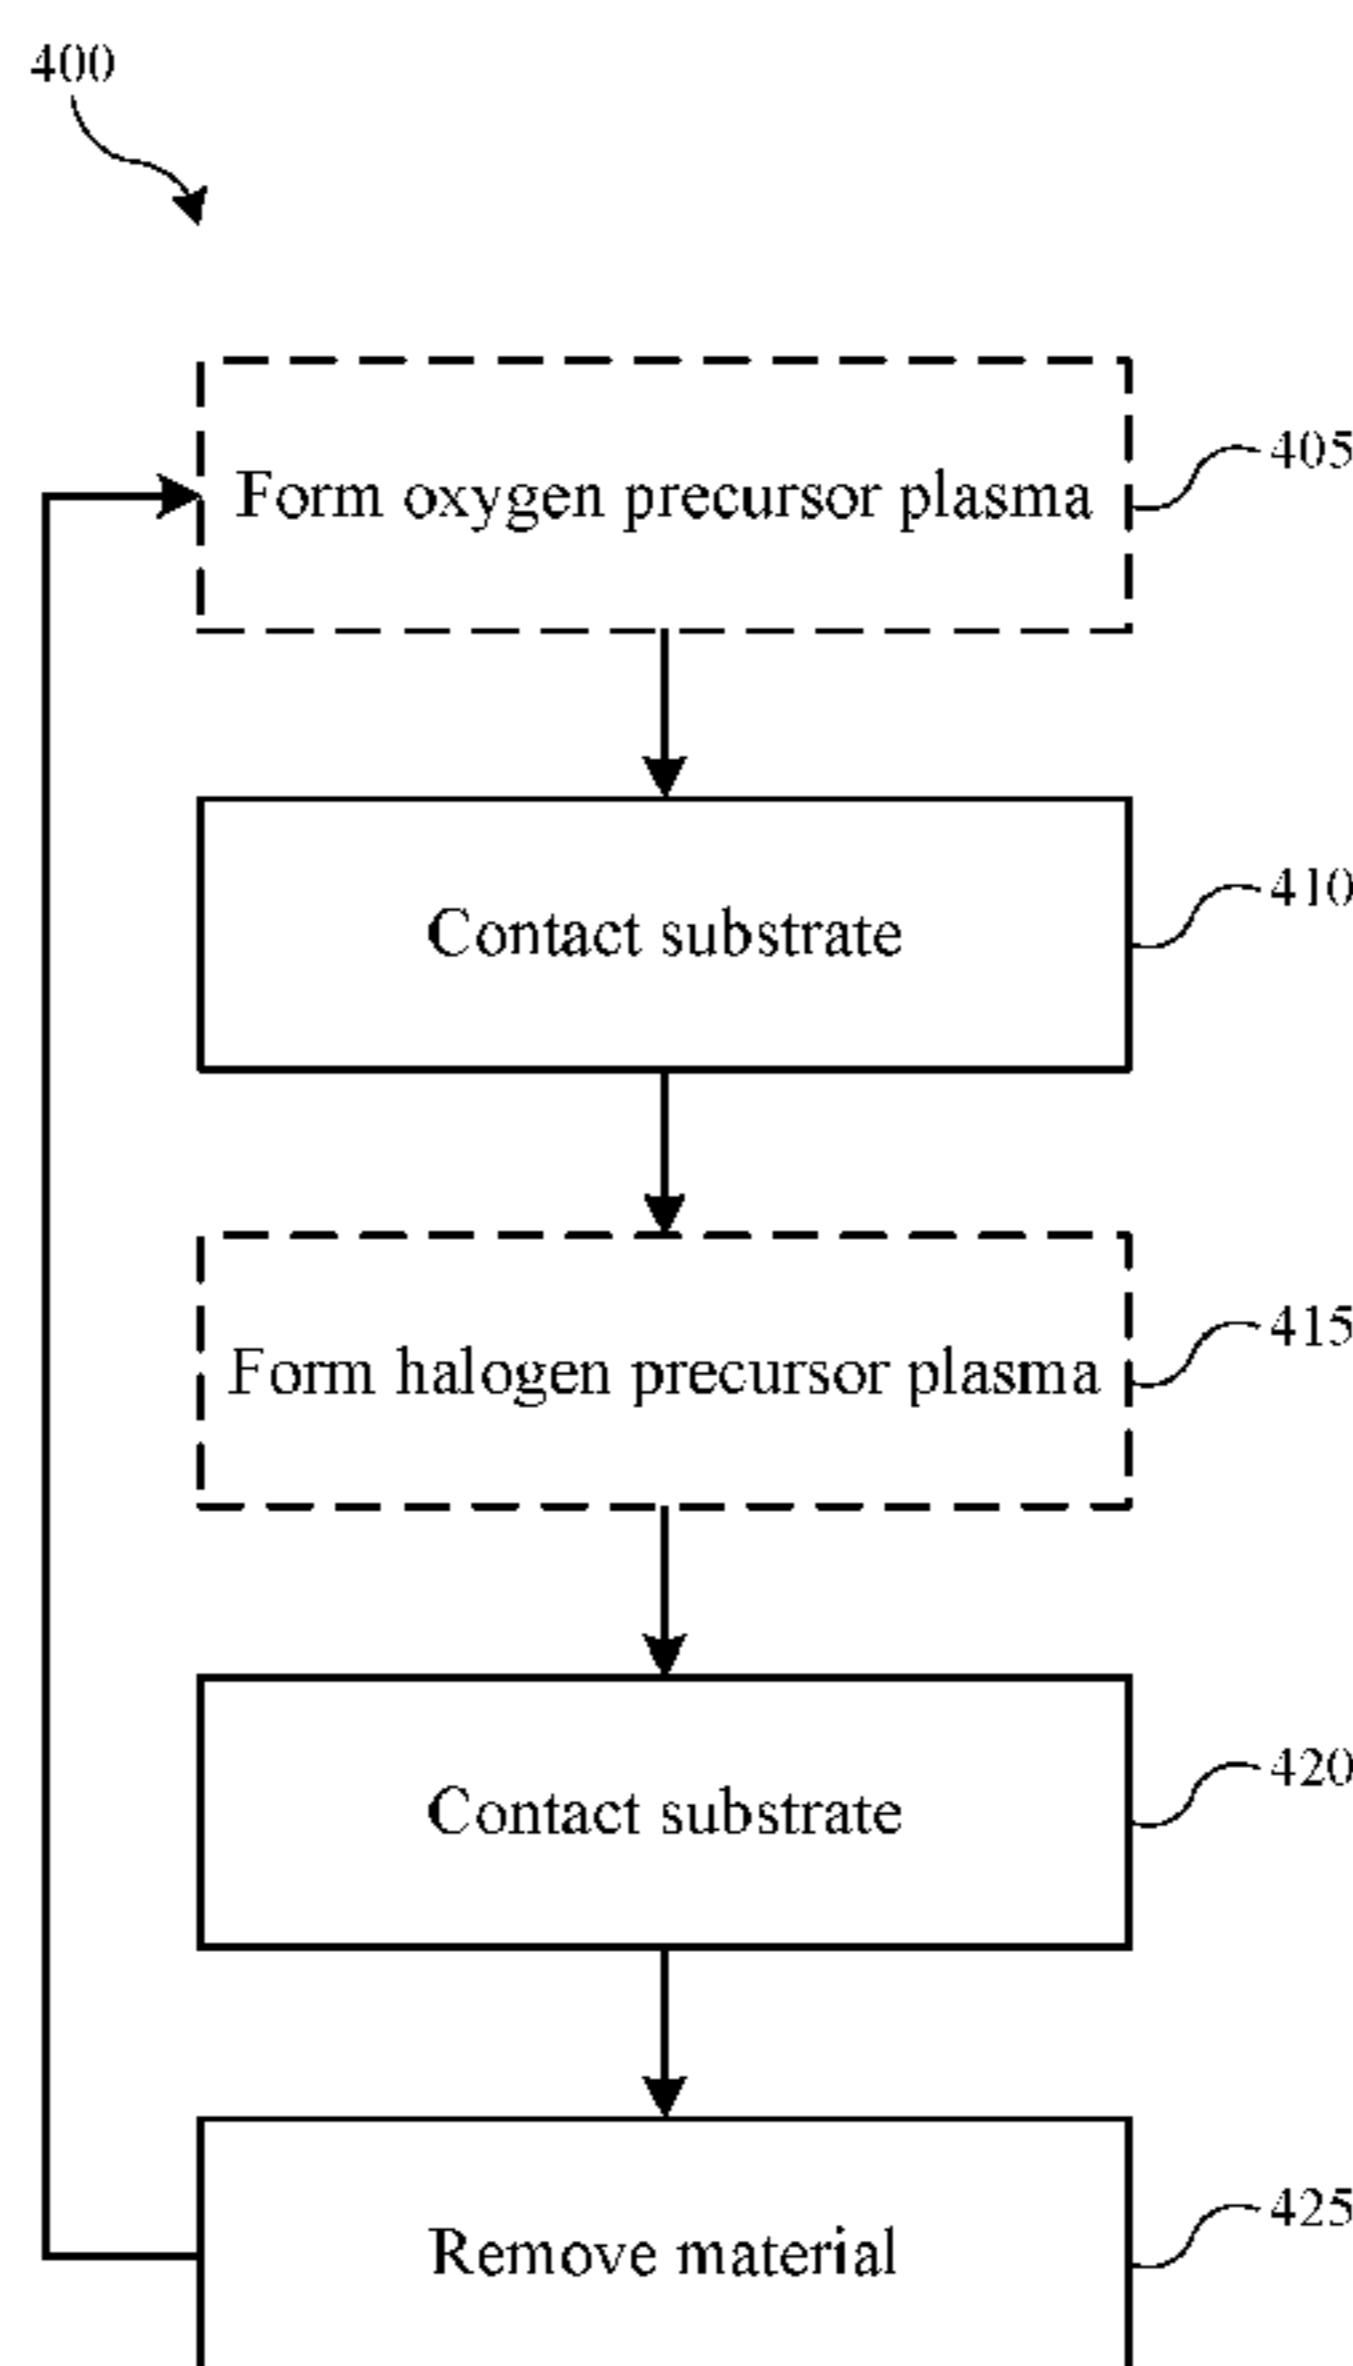 400
Form oxygen precursor plasma
405
Contact substrate
410
Form halogen precursor plasma
415
Contact substrate
420
Remove material
425